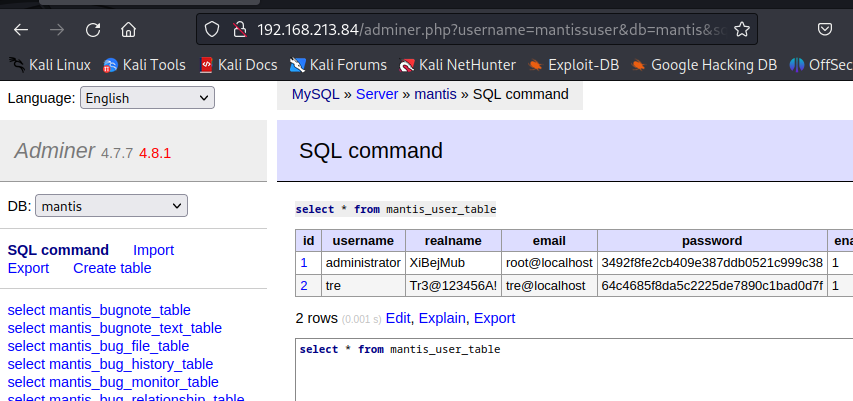 192.168.213.84/adminer.php?username=mantissuser&db=mantis&s
Kali Linux Kali Tools Kali Docs Kali Forums Kali NetHunter Exploit-DB Google Hacking DB OffSec
Language: English
MySQL » Server » mantis » SQL command
Adminer 4.7.7 4.8.1
SQL command
DB: mantis
SQL command Import
Export Create table
select mantis_bugnote_table
select mantis_bugnote_text_table
select mantis_bug_file_table
select mantis_bug_history_table
select mantis_bug_monitor_table
select mantis_bug_relationship_table
select * from mantis_user_table
id username realname email password ena
1 administrator XiBejMub root@localhost 3492f8fe2cb409e387ddb0521c999c38 1
2 tre Tr3@123456A! tre@localhost 64c4685f8da5c2225de7890c1bad0d7f 1
2 rows (0.001 s) Edit, Explain, Export
select * from mantis_user_table